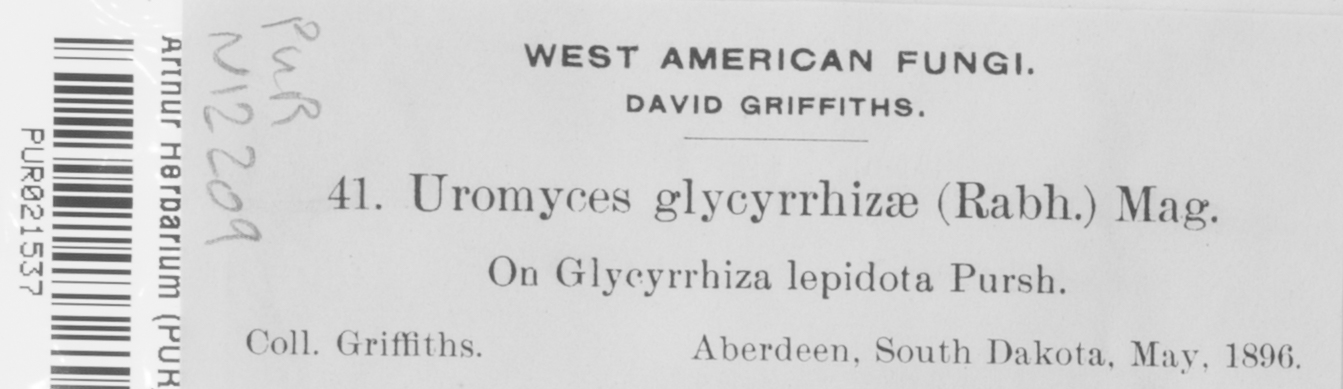 WEST AMERICAN FUNGI.
DAVID GRIFFITHS.
41. Uromyces glycyrrhizæ (Rabh.) Mag.
On Glycyrrhiza lepidota Pursh.
Coll. Griffiths. Aberdeen, South Dakota, May, 1896.
PUR
N12209
Arthur Herbarium (PUR
PUR021537